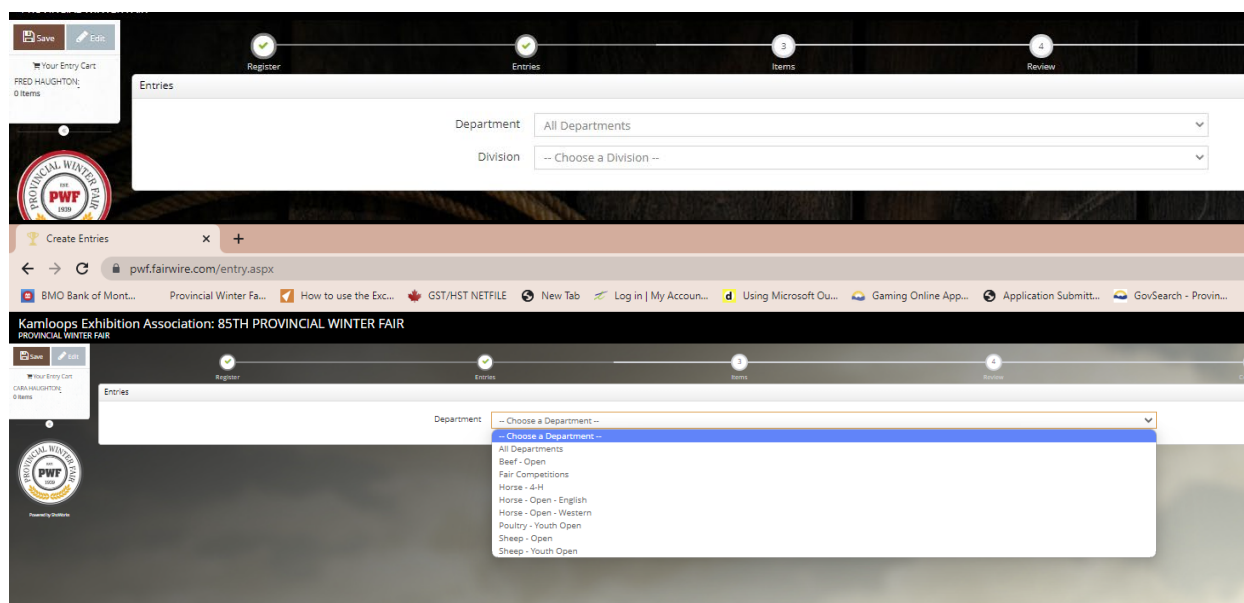 Save
Edit
Your Entry Cart
FRED HAUGHTON:
0 Items
Register
Entries
3
Items
4
Review
Entries
Department
All Departments
Division
-- Choose a Division --
PROVINCIAL WINTER FAIR
EST.
PWF
1939
Create Entries
pwf.fairwire.com/entry.aspx
BMO Bank of Mont...
Provincial Winter Fa...
How to use the Exc...
GST/HST NETFILE
New Tab
Log in | My Accoun...
Using Microsoft Ou...
Gaming Online App...
Application Submitt...
GovSearch - Provin...
Kamloops Exhibition Association: 85TH PROVINCIAL WINTER FAIR
PROVINCIAL WINTER FAIR
Save
Edit
Your Entry Cart
CARA HAUGHTON:
0 Items
Register
Entries
3
Items
4
Review
Entries
Department
-- Choose a Department --
-- Choose a Department --
All Departments
Beef - Open
Fair Competitions
Horse - 4-H
Horse - Open - English
Horse - Open - Western
Poultry - Youth Open
Sheep - Open
Sheep - Youth Open
PROVINCIAL WINTER FAIR
PWF
1939